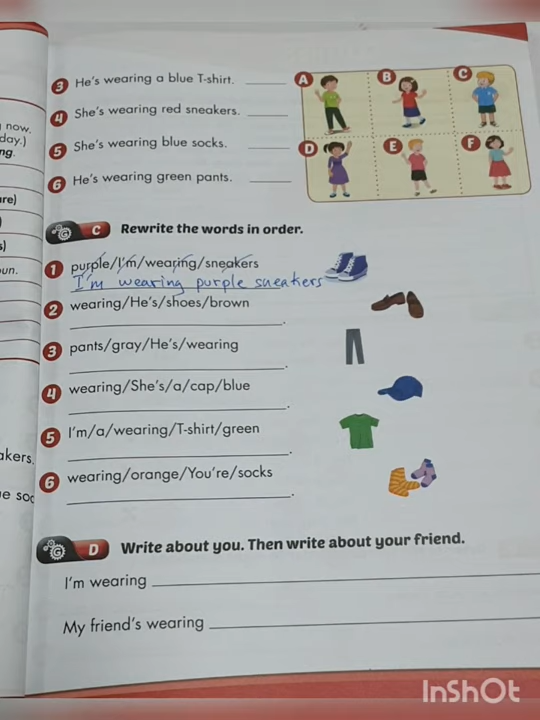 3 He's wearing a blue T-shirt.
4 She's wearing red sneakers.
5 She's wearing blue socks.
6 He's wearing green pants.
A B C
D E F
now.
day.)
ng.
are)
)
s)
oun.
akers.
e soc
G C Rewrite the words in order.
1 purple/I'm/wearing/sneakers
I'm wearing purple sneakers
2 wearing/He's/shoes/brown
3 pants/gray/He's/wearing
4 wearing/She's/a/cap/blue
5 I'm/a/wearing/T-shirt/green
6 wearing/orange/You're/socks
G D Write about you. Then write about your friend.
I'm wearing
My friend's wearing
InShOt